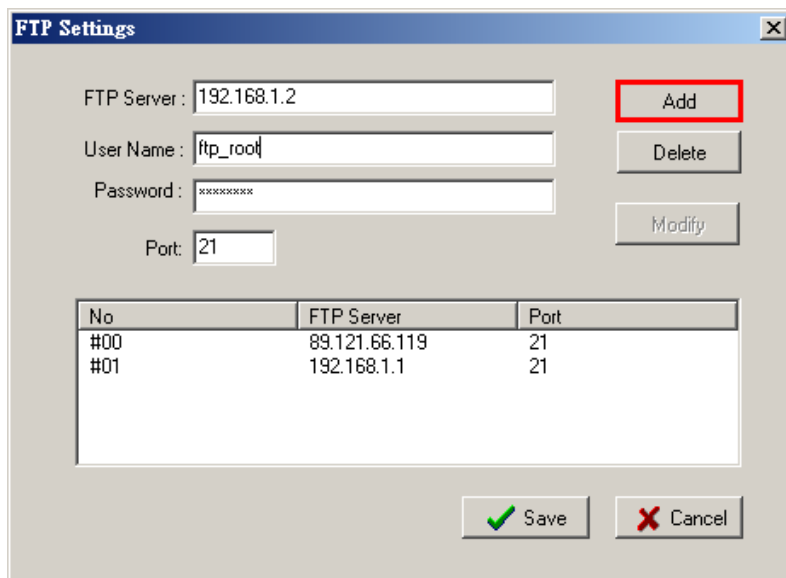 FTP Settings
FTP Server : 192.168.1.2
Add
User Name : ftp_root
Delete
Password : ××××××××
Modify
Port: 21
No FTP Server Port
#00 89.121.66.119 21
#01 192.168.1.1 21
Save Cancel